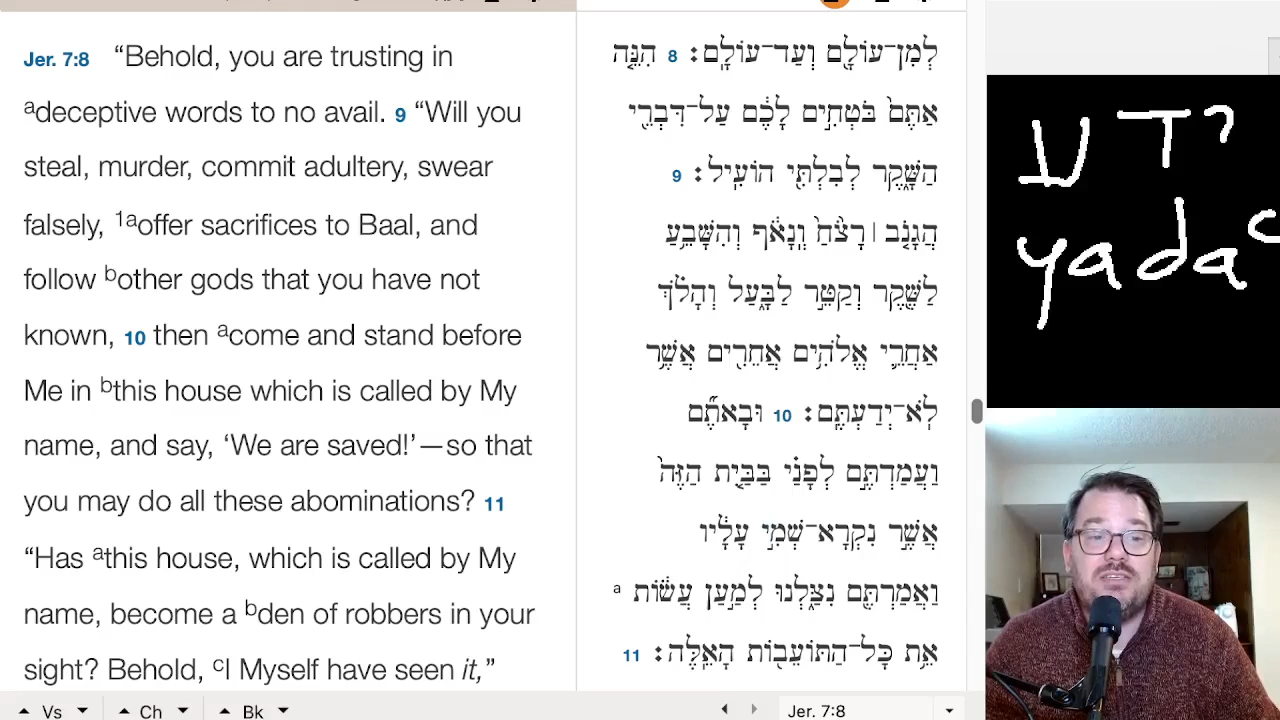 Jer. 7:8 “Behold, you are trusting in
ᵃdeceptive words to no avail. 9 “Will you
steal, murder, commit adultery, swear
falsely, ¹ᵃoffer sacrifices to Baal, and
follow ᵇother gods that you have not
known, 10 then ᵃcome and stand before
Me in ᵇthis house which is called by My
name, and say, ‘We are saved!’—so that
you may do all these abominations? 11
“Has ᵃthis house, which is called by My
name, become a ᵇden of robbers in your
sight? Behold, ᶜI Myself have seen it,”
לְמִן־עוֹלָ֖ם וְעַד־עוֹלָֽם׃ 8 הִנֵּ֤ה
אַתֶּם֙ בֹּטְחִ֣ים לָכֶ֔ם עַל־דִּבְרֵ֖י
הַשָּׁ֑קֶר לְבִלְתִּ֖י הוֹעִֽיל׃ 9
הֲגָנֹ֤ב ׀ רָצֹ֙חַ֙ וְֽנָאֹ֔ף וְהִשָּׁבֵ֥עַ
לַשֶּׁ֖קֶר וְקַטֵּ֣ר לַבָּ֑עַל וְהָלֹ֗ךְ
אַחֲרֵ֛י אֱלֹהִ֥ים אֲחֵרִ֖ים אֲשֶׁ֥ר
לֹֽא־יְדַעְתֶּֽם׃ 10 וּבָאתֶ֞ם
וַעֲמַדְתֶּ֣ם לְפָנַ֗י בַּבַּ֤יִת הַזֶּה֙
אֲשֶׁ֣ר נִקְרָא־שְׁמִ֣י עָלָ֔יו
וַאֲמַרְתֶּ֖ם נִצַּ֑לְנוּ לְמַ֣עַן עֲשׂ֔וֹת ᵃ
אֵ֥ת כָּל־הַתּוֹעֵב֖וֹת הָאֵֽלֶּה׃ 11
yada
Vs Ch Bk
Jer. 7:8